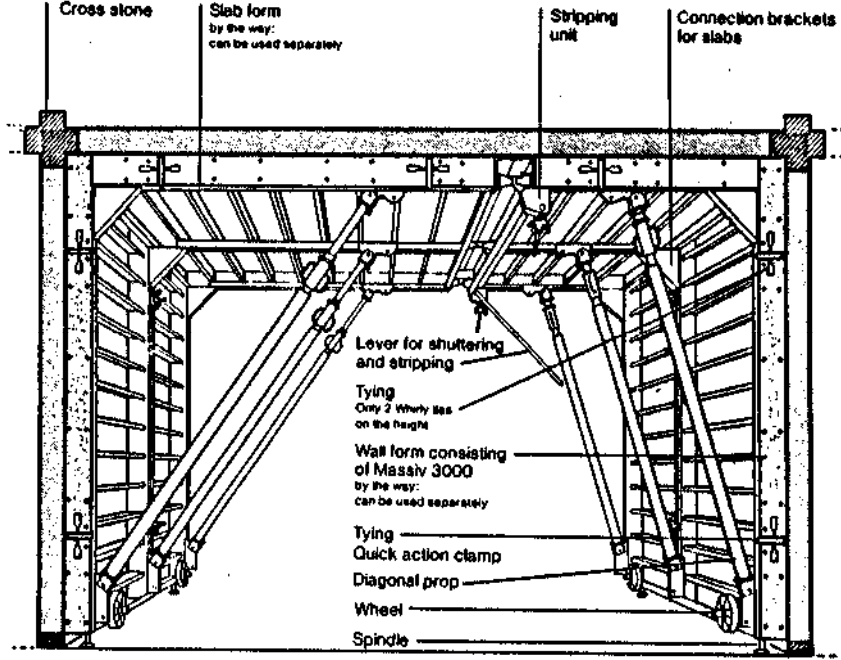 Cross stone
Slab form
by the way:
can be used separately
Stripping
unit
Connection brackets
for slabs
Lever for shuttering
and stripping
Tying
Only 2 Whirly ties
on the height
Wall form consisting
of Massiv 3000
by the way:
can be used separately
Tying
Quick action clamp
Diagonal prop
Wheel
Spindle